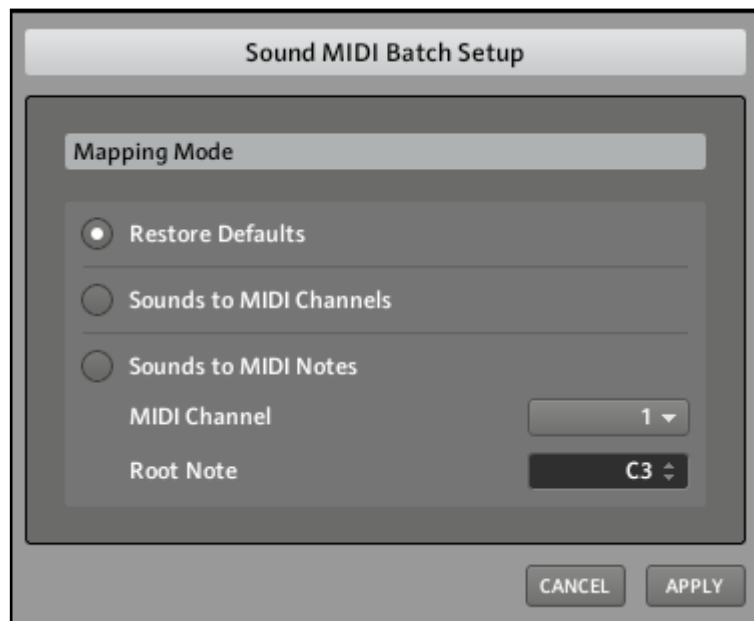 Sound MIDI Batch Setup
Mapping Mode
Restore Defaults
Sounds to MIDI Channels
Sounds to MIDI Notes
MIDI Channel 1
Root Note C3
CANCEL APPLY